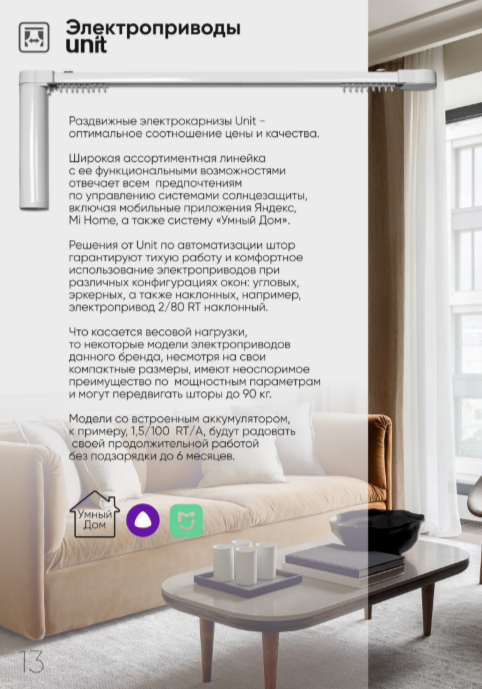 Электроприводы
unit
Раздвижные электрокарнизы Unit -
оптимальное соотношение цены и качества.
Широкая ассортиментная линейка
с ее функциональными возможностями
отвечает всем предпочтениям
по управлению системами солнцезащиты,
включая мобильные приложения Яндекс,
Mi Home, а также систему «Умный Дом».
Решения от Unit по автоматизации штор
гарантируют тихую работу и комфортное
использование электроприводов при
различных конфигурациях окон: угловых,
эркерных, а также наклонных, например,
электропривод 2/80 RT наклонный.
Что касается весовой нагрузки,
то некоторые модели электроприводов
данного бренда, несмотря на свои
компактные размеры, имеют неоспоримое
преимущество по мощностным параметрам
и могут передвигать шторы до 90 кг.
Модели со встроенным аккумулятором,
к примеру, 1,5/100 RT/A, будут радовать
своей продолжительной работой
без подзарядки до 6 месяцев.
Умный
Дом
13